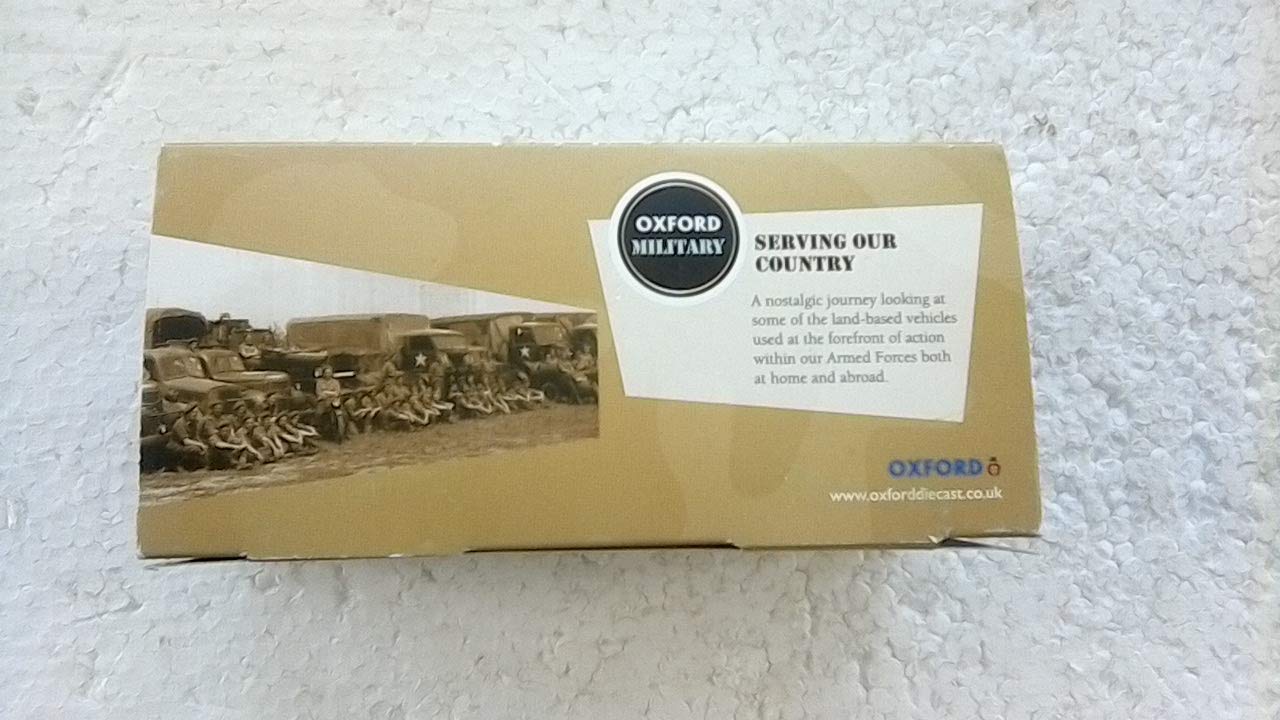 OXFORD
MILITARY
SERVING OUR
COUNTRY
A nostalgic journey looking at
some of the land-based vehicles
used at the forefront of action
within our Armed Forces both
at home and abroad.
OXFORD
www.oxforddiecast.co.uk